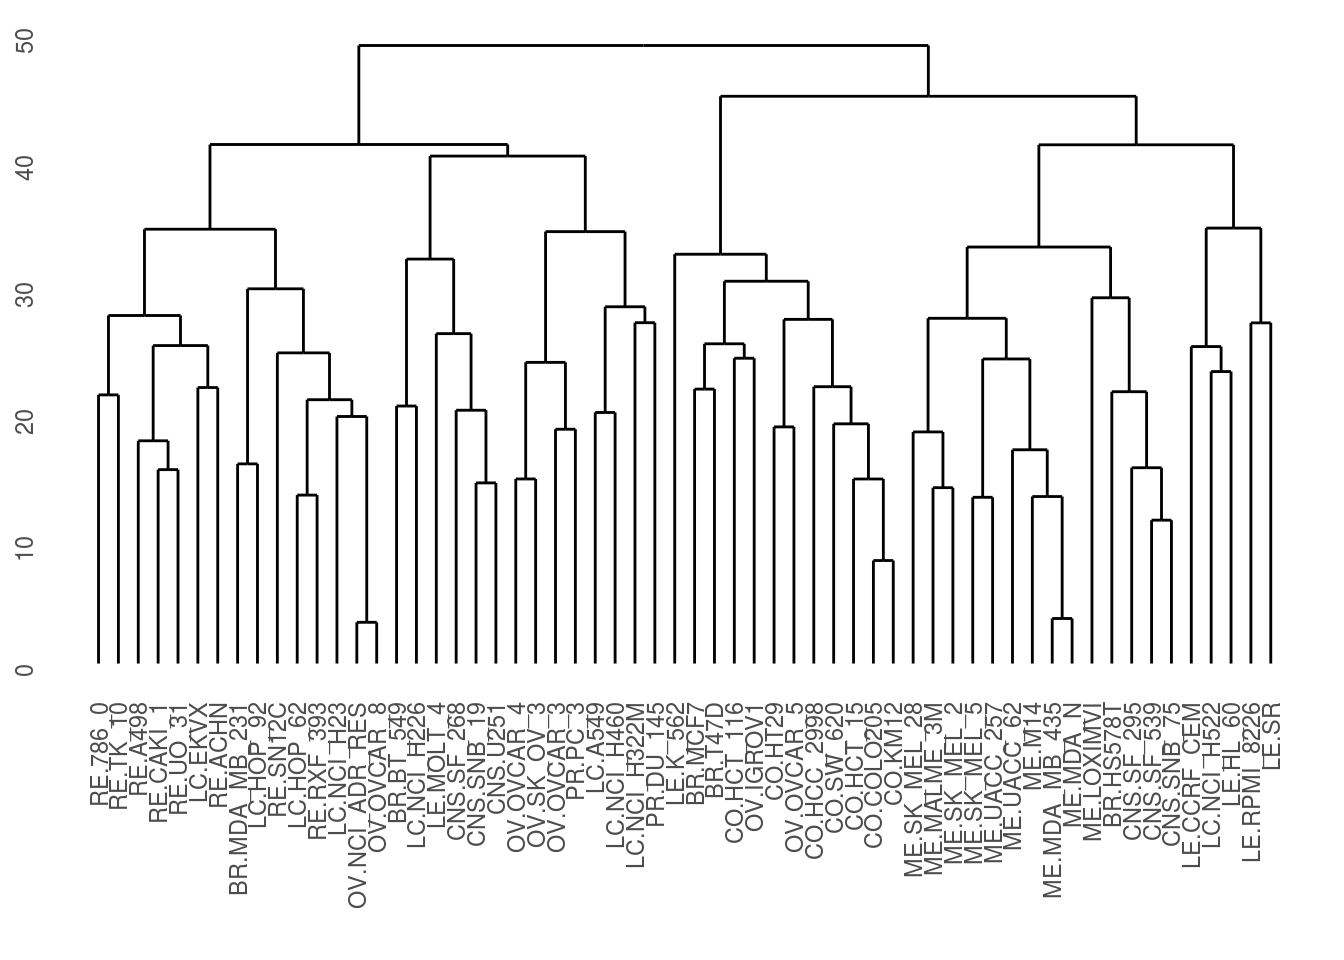 50
40
30
20
10
0
RE.786_0
RE.TK_10
RE.A498
RE.CAKI_1
RE.UO_31
LC.EKVX
RE.ACHN
BR.MDA_MB_231
LC.HOP_92
RE.SN12C
LC.HOP_62
RE.RXF_393
LC.NCI_H23
OV.NCI_ADR_RES
OV.OVCAR_8
BR.BT_549
LC.NCI_H226
LE.MOLT_4
CNS.SF_268
CNS.SNB_19
CNS.U251
OV.OVCAR_4
OV.SK_OV_3
OV.OVCAR_3
PR.PC_3
LC.A549
LC.NCI_H460
LC.NCI_H322M
PR.DU_145
LE.K_562
BR.MCF7
BR.T47D
CO.HCT_116
OV.IGROV1
CO.HT29
OV.OVCAR_5
CO.HCC_2998
CO.SW_620
CO.HCT_15
CO.COLO205
CO.KM12
ME.SK_MEL_28
ME.MALME_3M
ME.SK_MEL_2
ME.SK_MEL_5
ME.UACC_257
ME.UACC_62
ME.M14
ME.MDA_MB_435
ME.MDA_N
ME.LOXIMVI
BR.HS578T
CNS.SF_295
CNS.SF_539
CNS.SNB_75
LE.CCRF_CEM
LC.NCI_H522
LE.HL_60
LE.RPMI_8226
LE.SR